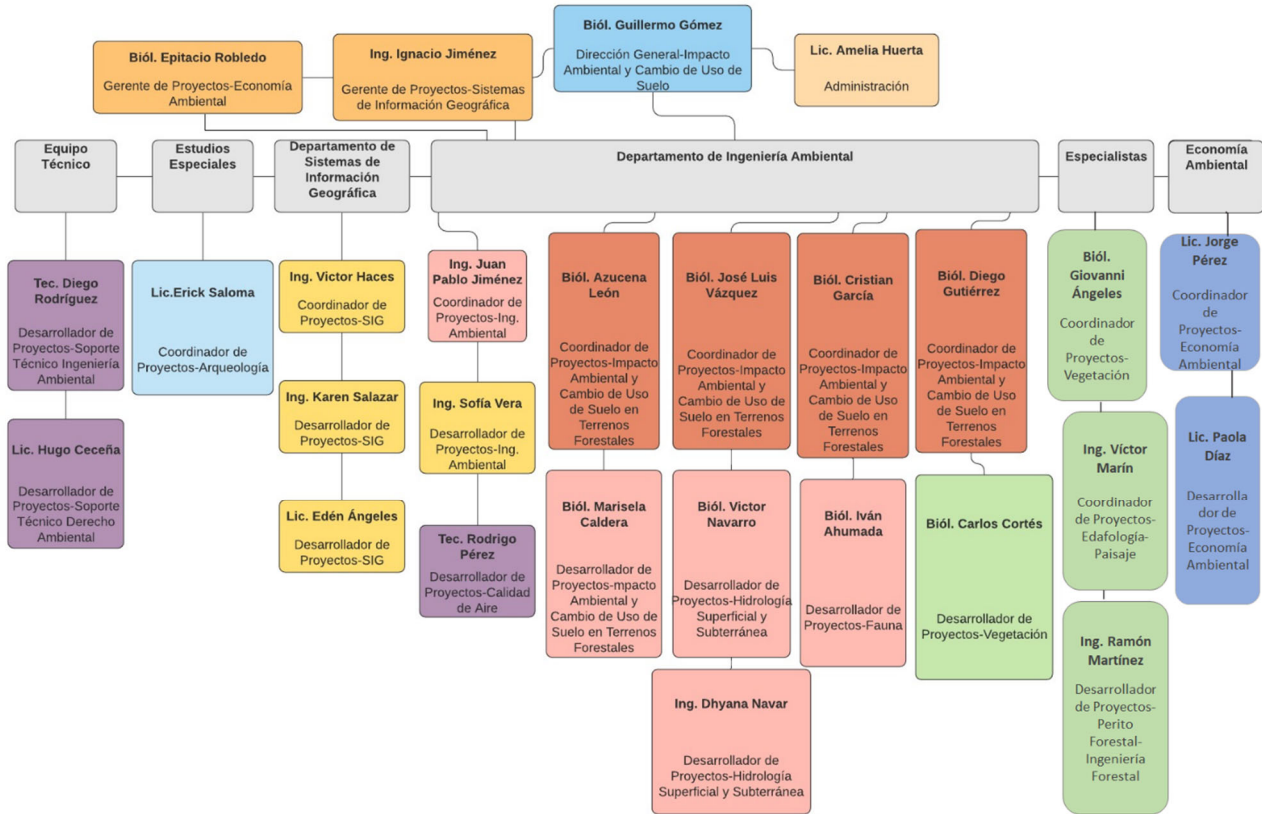 Biól. Guillermo Gómez
Dirección General-Impacto
Ambiental y Cambio de Uso de
Suelo
Biól. Epitacio Robledo
Gerente de Proyectos-Economía
Ambiental
Ing. Ignacio Jiménez
Gerente de Proyectos-Sistemas
de Información Geográfica
Lic. Amelia Huerta
Administración
Equipo
Técnico
Estudios
Especiales
Departamento de
Sistemas de
Información
Geográfica
Departamento de Ingeniería Ambiental
Especialistas
Economía
Ambiental
Tec. Diego
Rodríguez
Desarrollador de
Proyectos-Soporte
Técnico Ingeniería
Ambiental
Lic. Hugo Ceceña
Desarrollador de
Proyectos-Soporte
Técnico Derecho
Ambiental
Lic.Erick Saloma
Coordinador de
Proyectos-Arqueología
Ing. Victor Haces
Coordinador de
Proyectos-SIG
Ing. Karen Salazar
Desarrollador de
Proyectos-SIG
Lic. Edén Ángeles
Desarrollador de
Proyectos-SIG
Ing. Juan
Pablo Jiménez
Coordinador de
Proyectos-Ing.
Ambiental
Ing. Sofía Vera
Desarrollador de
Proyectos-Ing.
Ambiental
Tec. Rodrigo
Pérez
Desarrollador de
Proyectos-Calidad
de Aire
Biól. Azucena
León
Coordinador de
Proyectos-Impacto
Ambiental y
Cambio de Uso
de Suelo en
Terrenos
Forestales
Biól. Marisela
Caldera
Desarrollador de
Proyectos-mpacto
Ambiental y
Cambio de Uso de
Suelo en Terrenos
Forestales
Biól. José Luis
Vázquez
Coordinador de
Proyectos-Impacto
Ambiental y
Cambio de Uso de
Suelo en Terrenos
Forestales
Biól. Victor
Navarro
Desarrollador de
Proyectos-Hidrología
Superficial y
Subterránea
Ing. Dhyana Navar
Desarrollador de
Proyectos-Hidrología
Superficial y Subterránea
Biól. Cristian
García
Coordinador de
Proyectos-Impacto
Ambiental y
Cambio de Uso
de Suelo en
Terrenos
Forestales
Biól. Iván
Ahumada
Desarrollador de
Proyectos-Fauna
Biól. Diego
Gutiérrez
Coordinador de
Proyectos-Impacto
Ambiental y
Cambio de Uso
de Suelo en
Terrenos
Forestales
Biól. Carlos Cortés
Desarrollador de
Proyectos-Vegetación
Biól.
Giovanni
Ángeles
Coordinador
de
Proyectos-
Vegetación
Ing. Víctor
Marín
Coordinador
de Proyectos-
Edafología-
Paisaje
Ing. Ramón
Martínez
Desarrollador
de Proyectos-
Perito
Forestal-
Ingeniería
Forestal
Lic. Jorge
Pérez
Coordinador
de
Proyectos-
Economía
Ambiental
Lic. Paola
Díaz
Desarrolla
dor de
Proyectos-
Economía
Ambiental